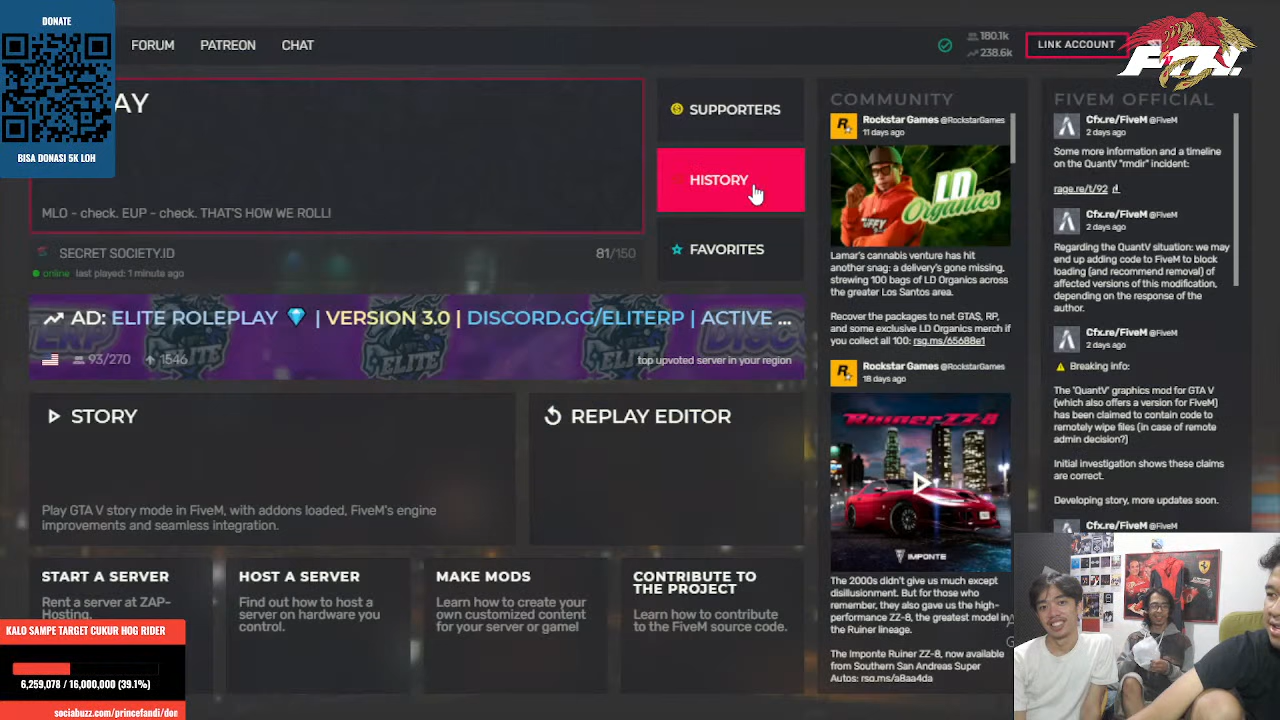 DONATE
BISA DONASI 5K LOH
FORUM
PATREON
CHAT
180.1k
238.6k
LINK ACCOUNT
AY
MLO - check. EUP - check. THAT'S HOW WE ROLL!
SECRET SOCIETY.ID
81/150
online last played: 1 minute ago
SUPPORTERS
HISTORY
FAVORITES
AD: ELITE ROLEPLAY 💎 | VERSION 3.0 | DISCORD.GG/ELITERP | ACTIVE ...
93/270
1546
top upvoted server in your region
STORY
Play GTA V story mode in FiveM, with addons loaded, FiveM's engine
improvements and seamless integration.
REPLAY EDITOR
START A SERVER
Rent a server at ZAP-
Hosting.
HOST A SERVER
Find out how to host a
server on hardware you
control.
MAKE MODS
Learn how to create your
own customized content
for your server or game!
CONTRIBUTE TO
THE PROJECT
Learn how to contribute
to the FiveM source code.
KALO SAMPE TARGET CUKUR HOG RIDER
6,259,078 / 16,000,000 (39.1%)
sociabuzz.com/princefandi/don
COMMUNITY
Rockstar Games @RockstarGames
11 days ago
LD
Organics
Lamar's cannabis venture has hit
another snag: a delivery's gone missing,
strewing 100 bags of LD Organics across
the greater Los Santos area.
Recover the packages to net GTA$, RP,
and some exclusive LD Organics merch if
you collect all 100: rsg.ms/65688e1
Rockstar Games @RockstarGames
18 days ago
Ruiner ZZ-8
IMPONTE
The 2000s didn't give us much except
disillusionment. But for those who
remember, they also gave us the high-
performance ZZ-8, the greatest model in
the Ruiner lineage.
The Imponte Ruiner ZZ-8, now available
from Southern San Andreas Super
Autos: rsg.ms/a8aa4da
FIVEM OFFICIAL
Cfx.re/FiveM @FiveM
2 days ago
Some more information and a timeline
on the QuantV "rmdir" incident:
rage.re/t/92
Cfx.re/FiveM @FiveM
2 days ago
Regarding the QuantV situation: we may
end up adding code to FiveM to block
loading (and recommend removal) of
affected versions of this modification,
depending on the response of the
author.
Cfx.re/FiveM @FiveM
2 days ago
Breaking info:
The 'QuantV' graphics mod for GTA V
(which also offers a version for FiveM)
has been claimed to contain code to
remotely wipe files (in case of remote
admin decision?)
Initial investigation shows these claims
are correct.
Developing story, more updates soon.
Cfx.re/FiveM @FiveM